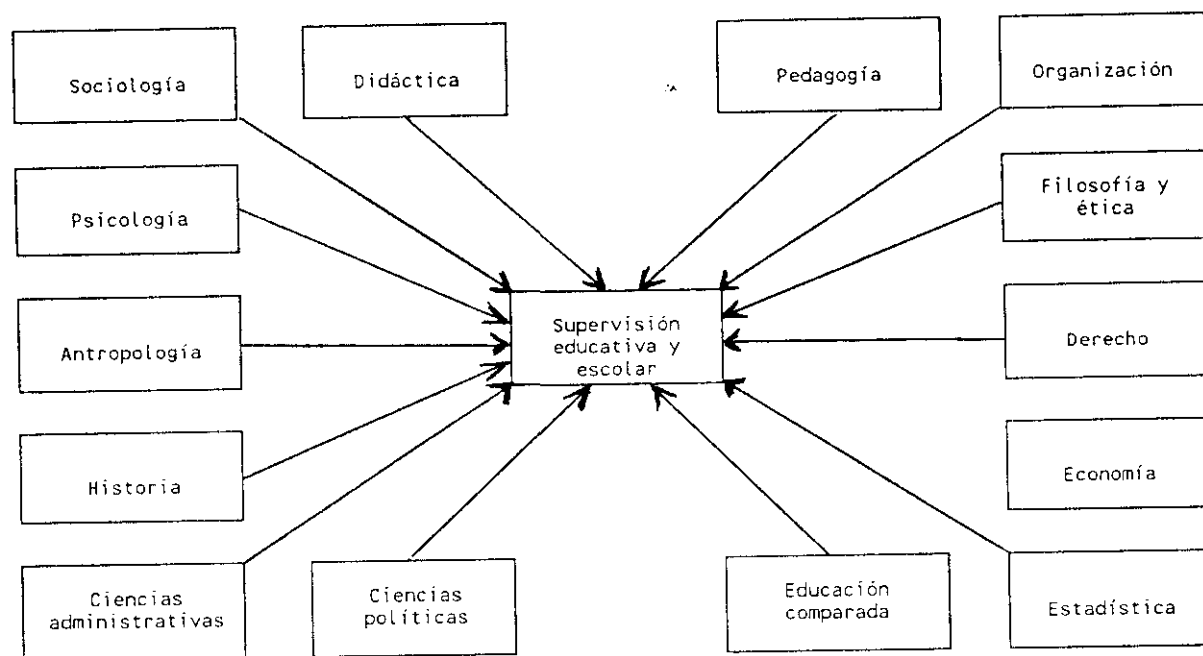 Sociología
Didáctica
Pedagogía
Organización
Psicología
Filosofía y
ética
Antropología
Supervisión
educativa y
escolar
Derecho
Historia
Economía
Ciencias
administrativas
Ciencias
políticas
Educación
comparada
Estadística